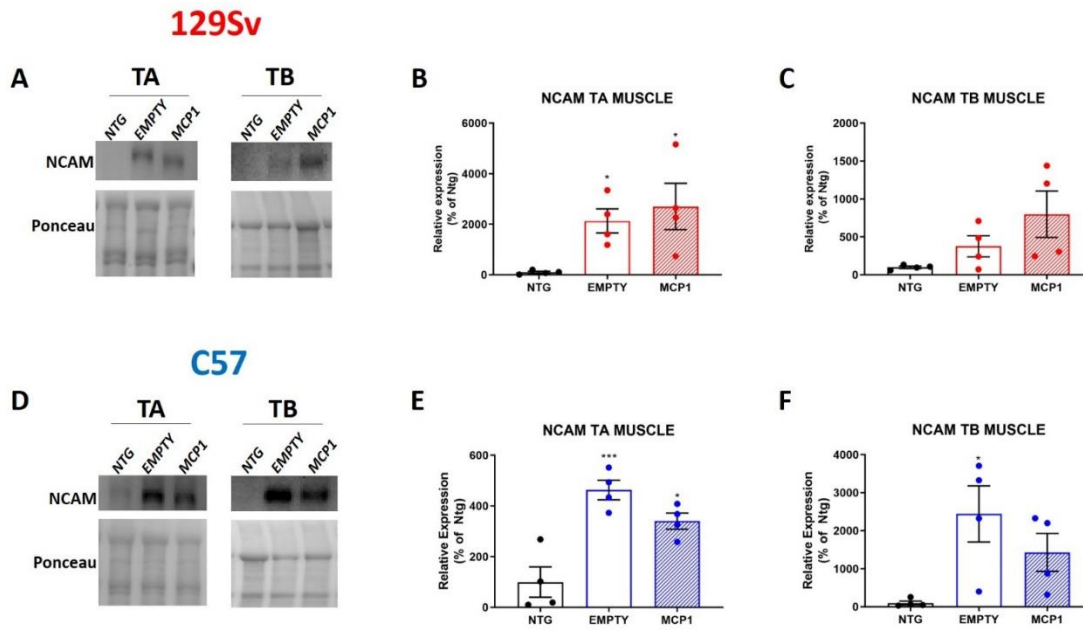 129Sv
A
TA
TB
NTG EMPTY MCP1
NTG EMPTY MCP1
NCAM
Ponceau
B
NCAM TA MUSCLE
Relative expression
(% of Ntg)
6000
4000
2000
0
*
*
NTG EMPTY MCP1
C
NCAM TB MUSCLE
Relative expression
(% of Ntg)
2000
1500
1000
500
0
NTG EMPTY MCP1
C57
D
TA
TB
NTG EMPTY MCP1
NTG EMPTY MCP1
NCAM
Ponceau
E
NCAM TA MUSCLE
Relative Expression
(% of Ntg)
600
400
200
0
***
*
NTG EMPTY MCP1
F
NCAM TB MUSCLE
Relative Expression
(% of Ntg)
4000
3000
2000
1000
0
*
NTG EMPTY MCP1